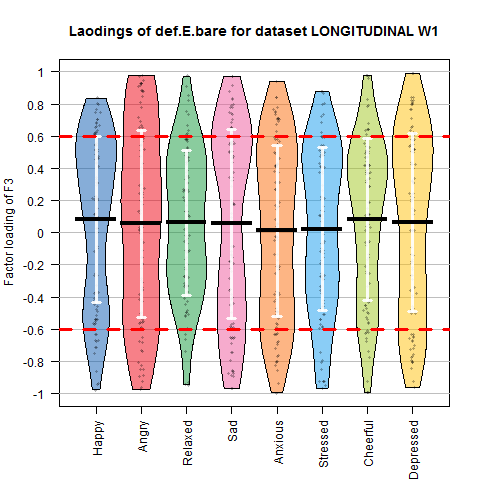 Laodings of def.E.bare for dataset LONGITUDINAL W1
Factor loading of F3
1
0.8
0.6
0.4
0.2
0
-0.2
-0.4
-0.6
-0.8
-1
Happy
Angry
Relaxed
Sad
Anxious
Stressed
Cheerful
Depressed